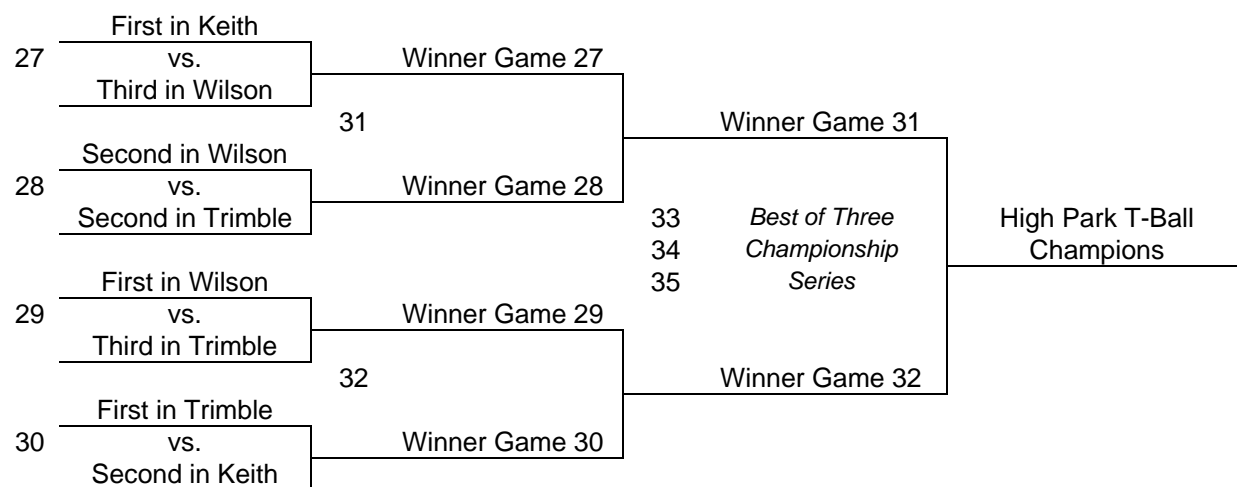 First in Keith
27 vs. Winner Game 27
Third in Wilson
31 Winner Game 31
Second in Wilson
28 vs. Winner Game 28
Second in Trimble 33 Best of Three High Park T-Ball
34 Championship Champions
First in Wilson 35 Series
29 vs. Winner Game 29
Third in Trimble
32 Winner Game 32
First in Trimble
30 vs. Winner Game 30
Second in Keith